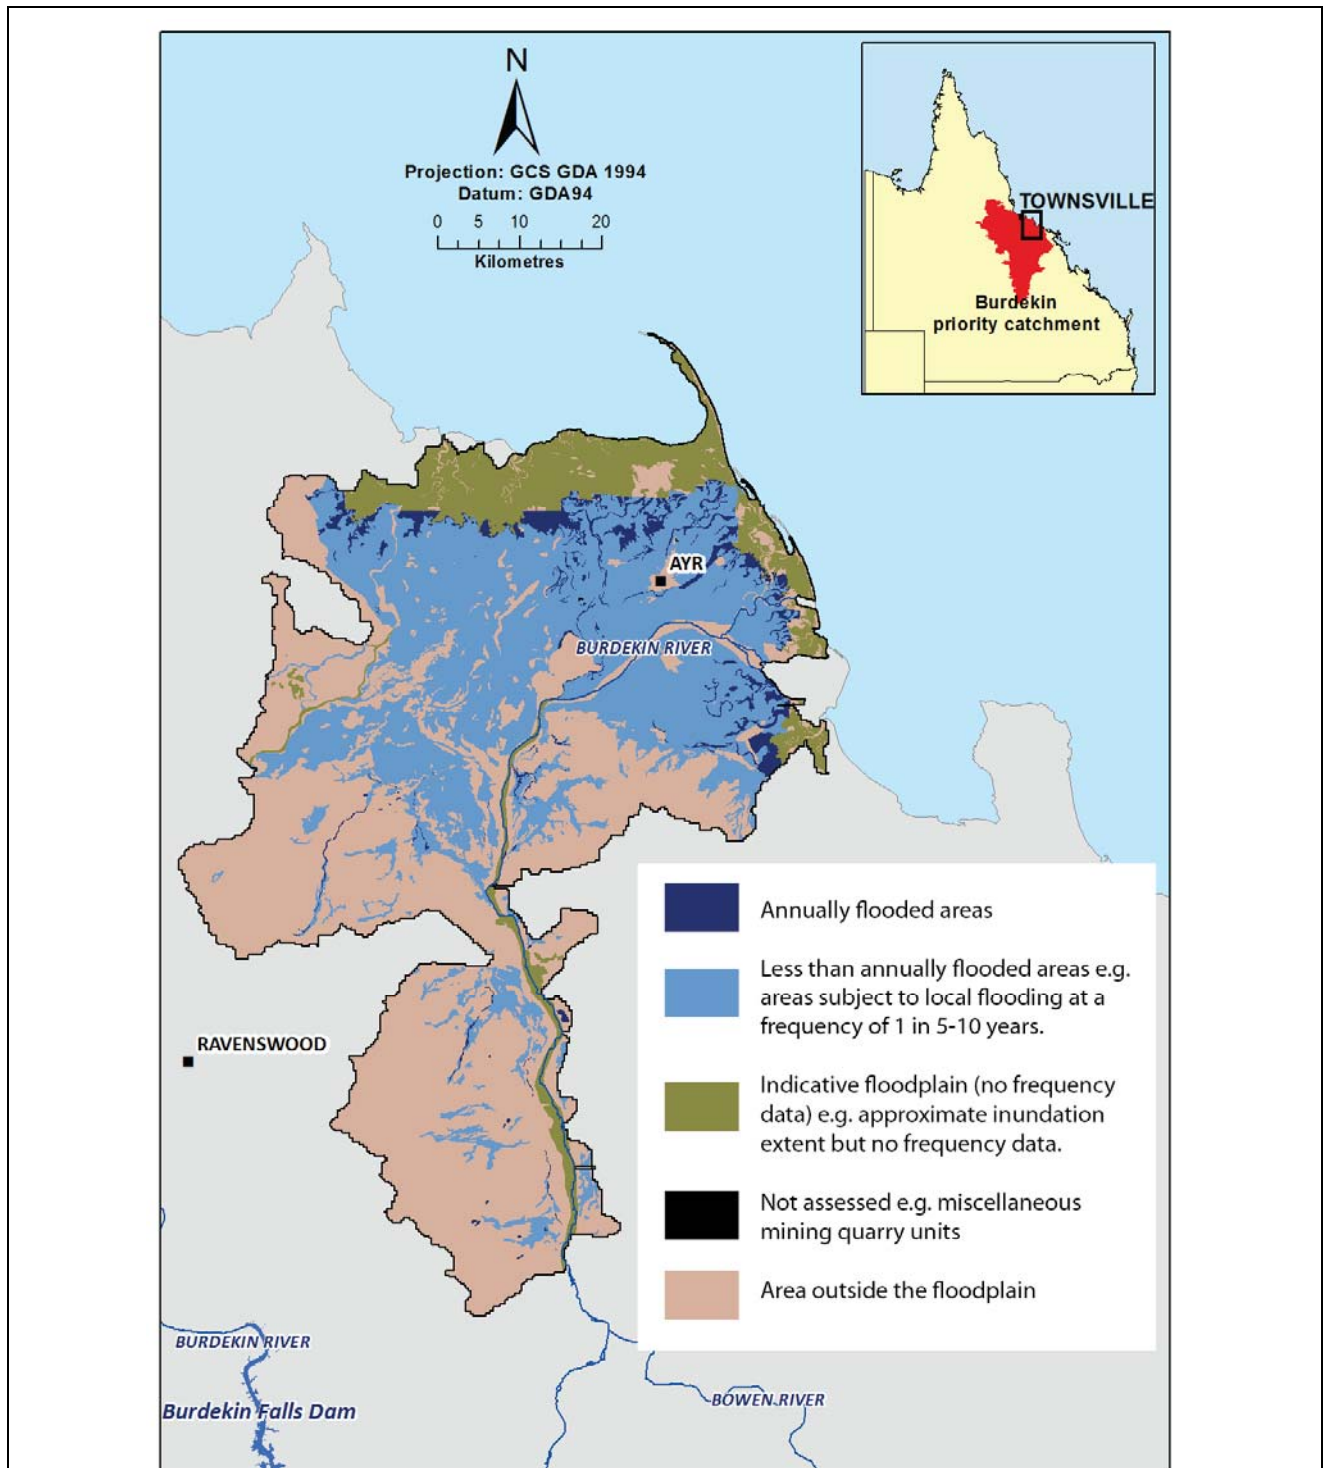 N
Projection: GCS GDA 1994
Datum: GDA94
0 5 10 20
Kilometres
TOWNSVILLE
Burdekin
priority catchment
AYR
BURDEKIN RIVER
RAVENSWOOD
Annually flooded areas
Less than annually flooded areas e.g.
areas subject to local flooding at a
frequency of 1 in 5-10 years.
Indicative floodplain (no frequency
data) e.g. approximate inundation
extent but no frequency data.
Not assessed e.g. miscellaneous
mining quarry units
Area outside the floodplain
BURDEKIN RIVER
Burdekin Falls Dam
BOWEN RIVER